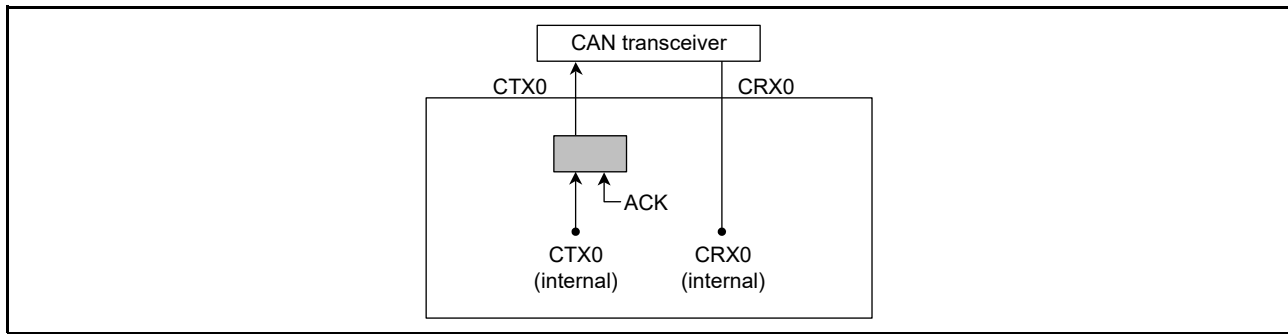 CAN transceiver
CTX0
CRX0
ACK
CTX0
(internal)
CRX0
(internal)